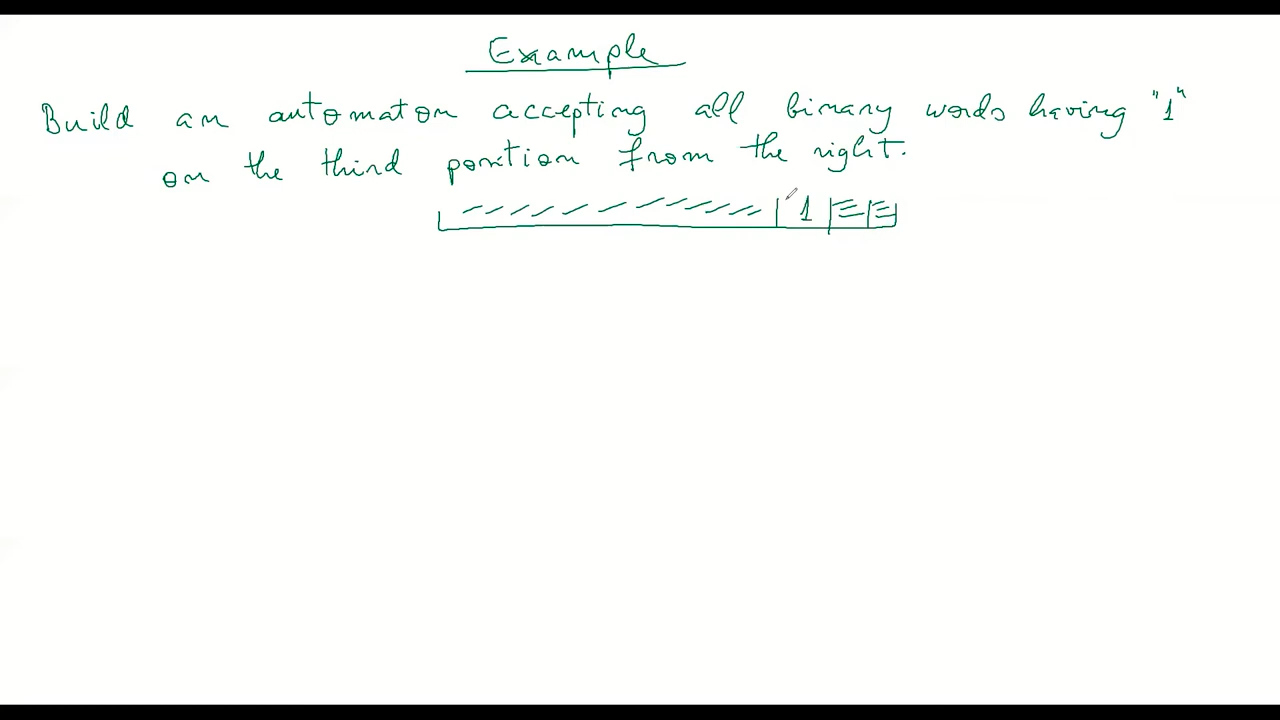 Example
Build an automaton accepting all binary words having "1"
on the third position from the right.
1